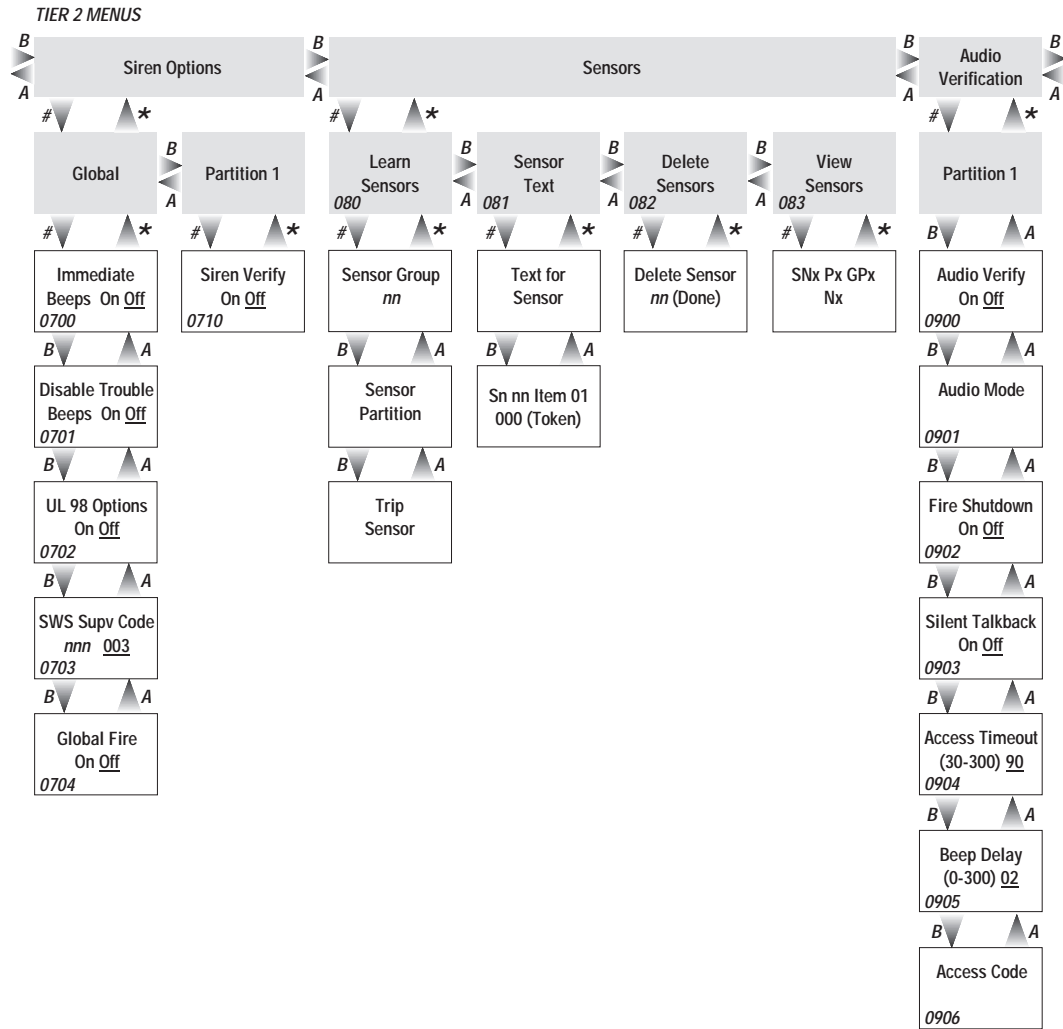 TIER 2 MENUS
B
A
Siren Options
B
A
Sensors
B
A
Audio
Verification
B
A
# *
# *
# *
Global
B
A
Partition 1
Learn
Sensors
080
B
A
Sensor
Text
081
B
A
Delete
Sensors
082
B
A
View
Sensors
083
Partition 1
# *
# *
# *
# *
# *
# *
B A
Immediate
Beeps On Off
0700
Siren Verify
On Off
0710
Sensor Group
nn
Text for
Sensor
Delete Sensor
nn (Done)
SNx Px GPx
Nx
Audio Verify
On Off
0900
B A
B A
B A
B A
Disable Trouble
Beeps On Off
0701
Sensor
Partition
Sn nn Item 01
000 (Token)
Audio Mode
0901
B A
B A
B A
UL 98 Options
On Off
0702
Trip
Sensor
Fire Shutdown
On Off
0902
B A
B A
SWS Supv Code
nnn 003
0703
Silent Talkback
On Off
0903
B A
B A
Global Fire
On Off
0704
Access Timeout
(30-300) 90
0904
B A
Beep Delay
(0-300) 02
0905
B A
Access Code
0906